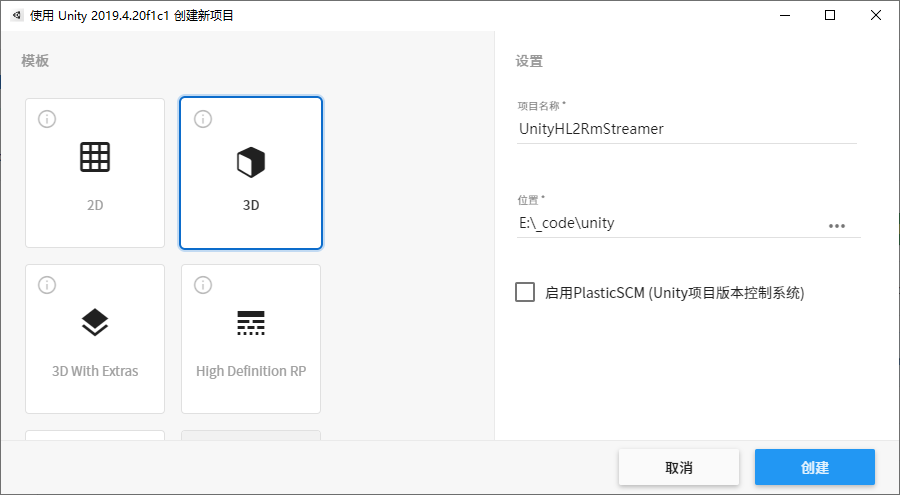 使用 Unity 2019.4.20f1c1 创建新项目
模板
2D
3D
3D With Extras
High Definition RP
设置
项目名称 *
UnityHL2RmStreamer
位置 *
E:\_code\unity
启用PlasticSCM (Unity项目版本控制系统)
取消
创建